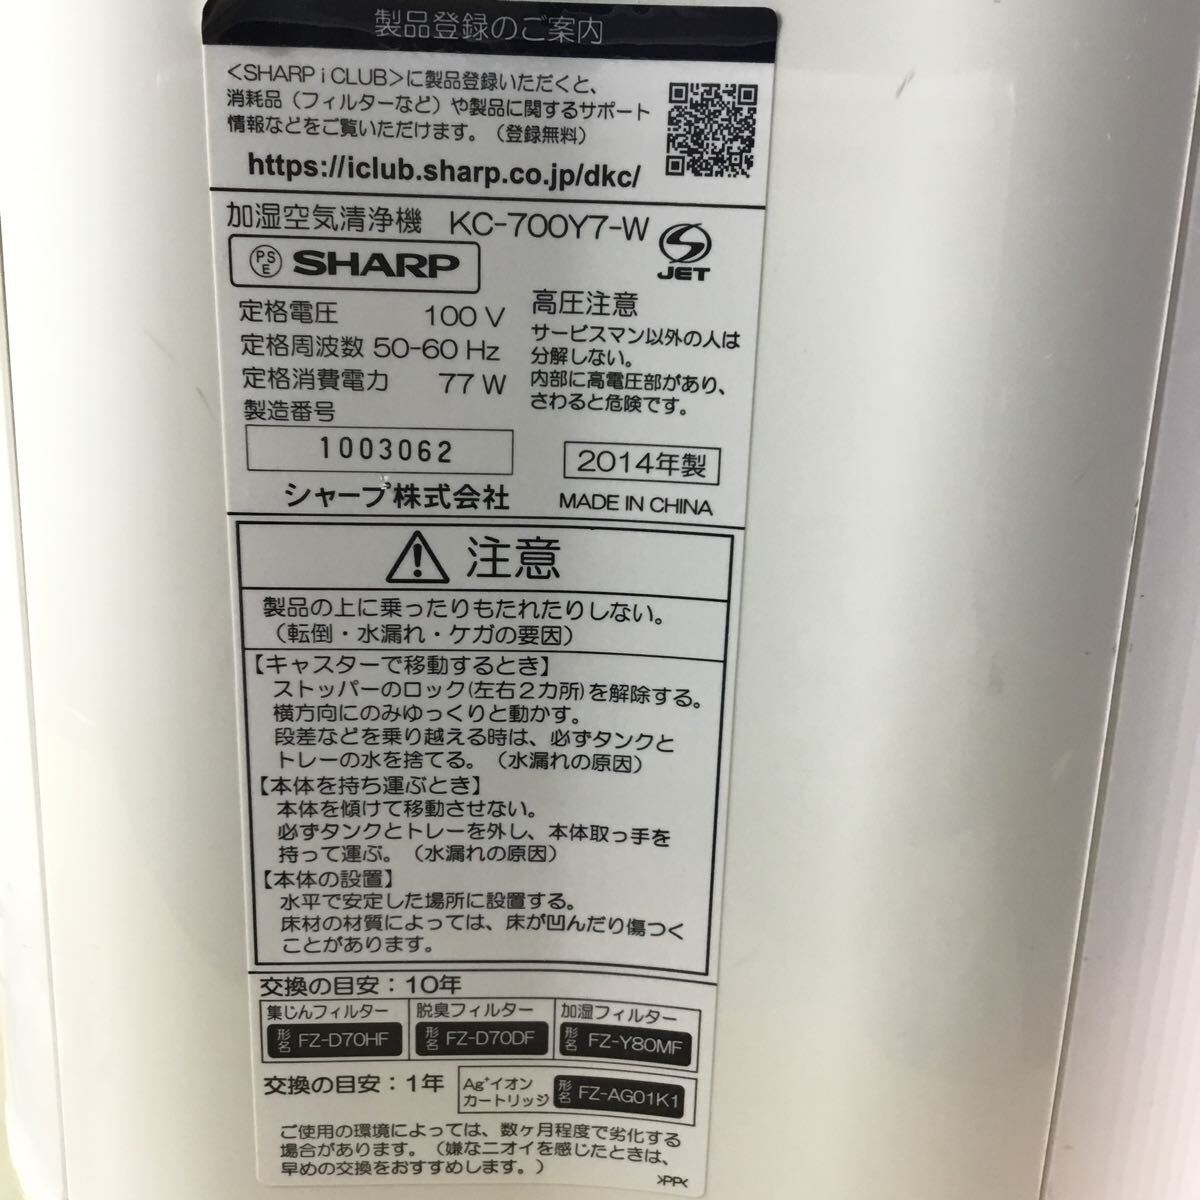 製品登録のご案内
<SHARP i CLUB>に製品登録いただくと、
消耗品（フィルターなど）や製品に関するサポート
情報などをご覧いただけます。（登録無料）
https://iclub.sharp.co.jp/dkc/
加湿空気清浄機 KC-700Y7-W
PS
E
SHARP
JET
定格電圧 100 V
定格周波数 50-60 Hz
定格消費電力 77 W
製造番号
1003062
シャープ株式会社
高圧注意
サービスマン以外の人は
分解しない。
内部に高電圧部があり、
さわると危険です。
2014年製
MADE IN CHINA
注意
製品の上に乗ったりもたれたりしない。
（転倒・水漏れ・ケガの要因）
【キャスターで移動するとき】
ストッパーのロック(左右２カ所)を解除する。
横方向にのみゆっくりと動かす。
段差などを乗り越える時は、必ずタンクと
トレーの水を捨てる。（水漏れの原因）
【本体を持ち運ぶとき】
本体を傾けて移動させない。
必ずタンクとトレーを外し、本体取っ手を
持って運ぶ。（水漏れの原因）
【本体の設置】
水平で安定した場所に設置する。
床材の材質によっては、床が凹んだり傷つく
ことがあります。
交換の目安：10年
集じんフィルター
形名 FZ-D70HF
脱臭フィルター
形名 FZ-D70DF
加湿フィルター
形名 FZ-Y80MF
交換の目安：1年
Ag⁺イオン
カートリッジ
形名 FZ-AG01K1
ご使用の環境によっては、数ヶ月程度で劣化する
場合があります。（嫌なニオイを感じたときは、
早めの交換をおすすめします。）
>PP<